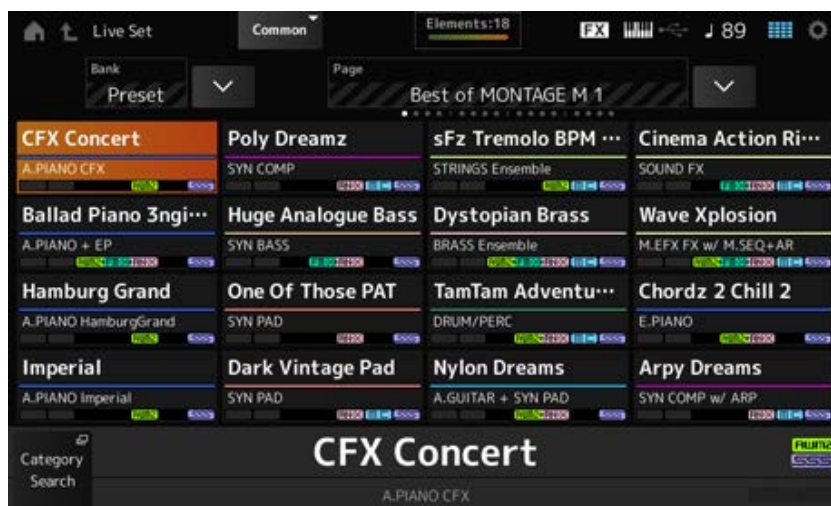 Live Set
Common
Elements:18
FX
89
Bank
Preset
Page
Best of MONTAGE M 1
CFX Concert
A.PIANO CFX
Poly Dreamz
SYN COMP
sFz Tremolo BPM ···
STRINGS Ensemble
Cinema Action Ri···
SOUND FX
Ballad Piano 3ngi···
A.PIANO + EP
Huge Analogue Bass
SYN BASS
Dystopian Brass
BRASS Ensemble
Wave Xplosion
M.EFX FX w/ M.SEQ+AR
Hamburg Grand
A.PIANO HamburgGrand
One Of Those PAT
SYN PAD
TamTam Adventu···
DRUM/PERC
Chordz 2 Chill 2
E.PIANO
Imperial
A.PIANO Imperial
Dark Vintage Pad
SYN PAD
Nylon Dreams
A.GUITAR + SYN PAD
Arpy Dreams
SYN COMP w/ ARP
Category
Search
CFX Concert
A.PIANO CFX
AWM2